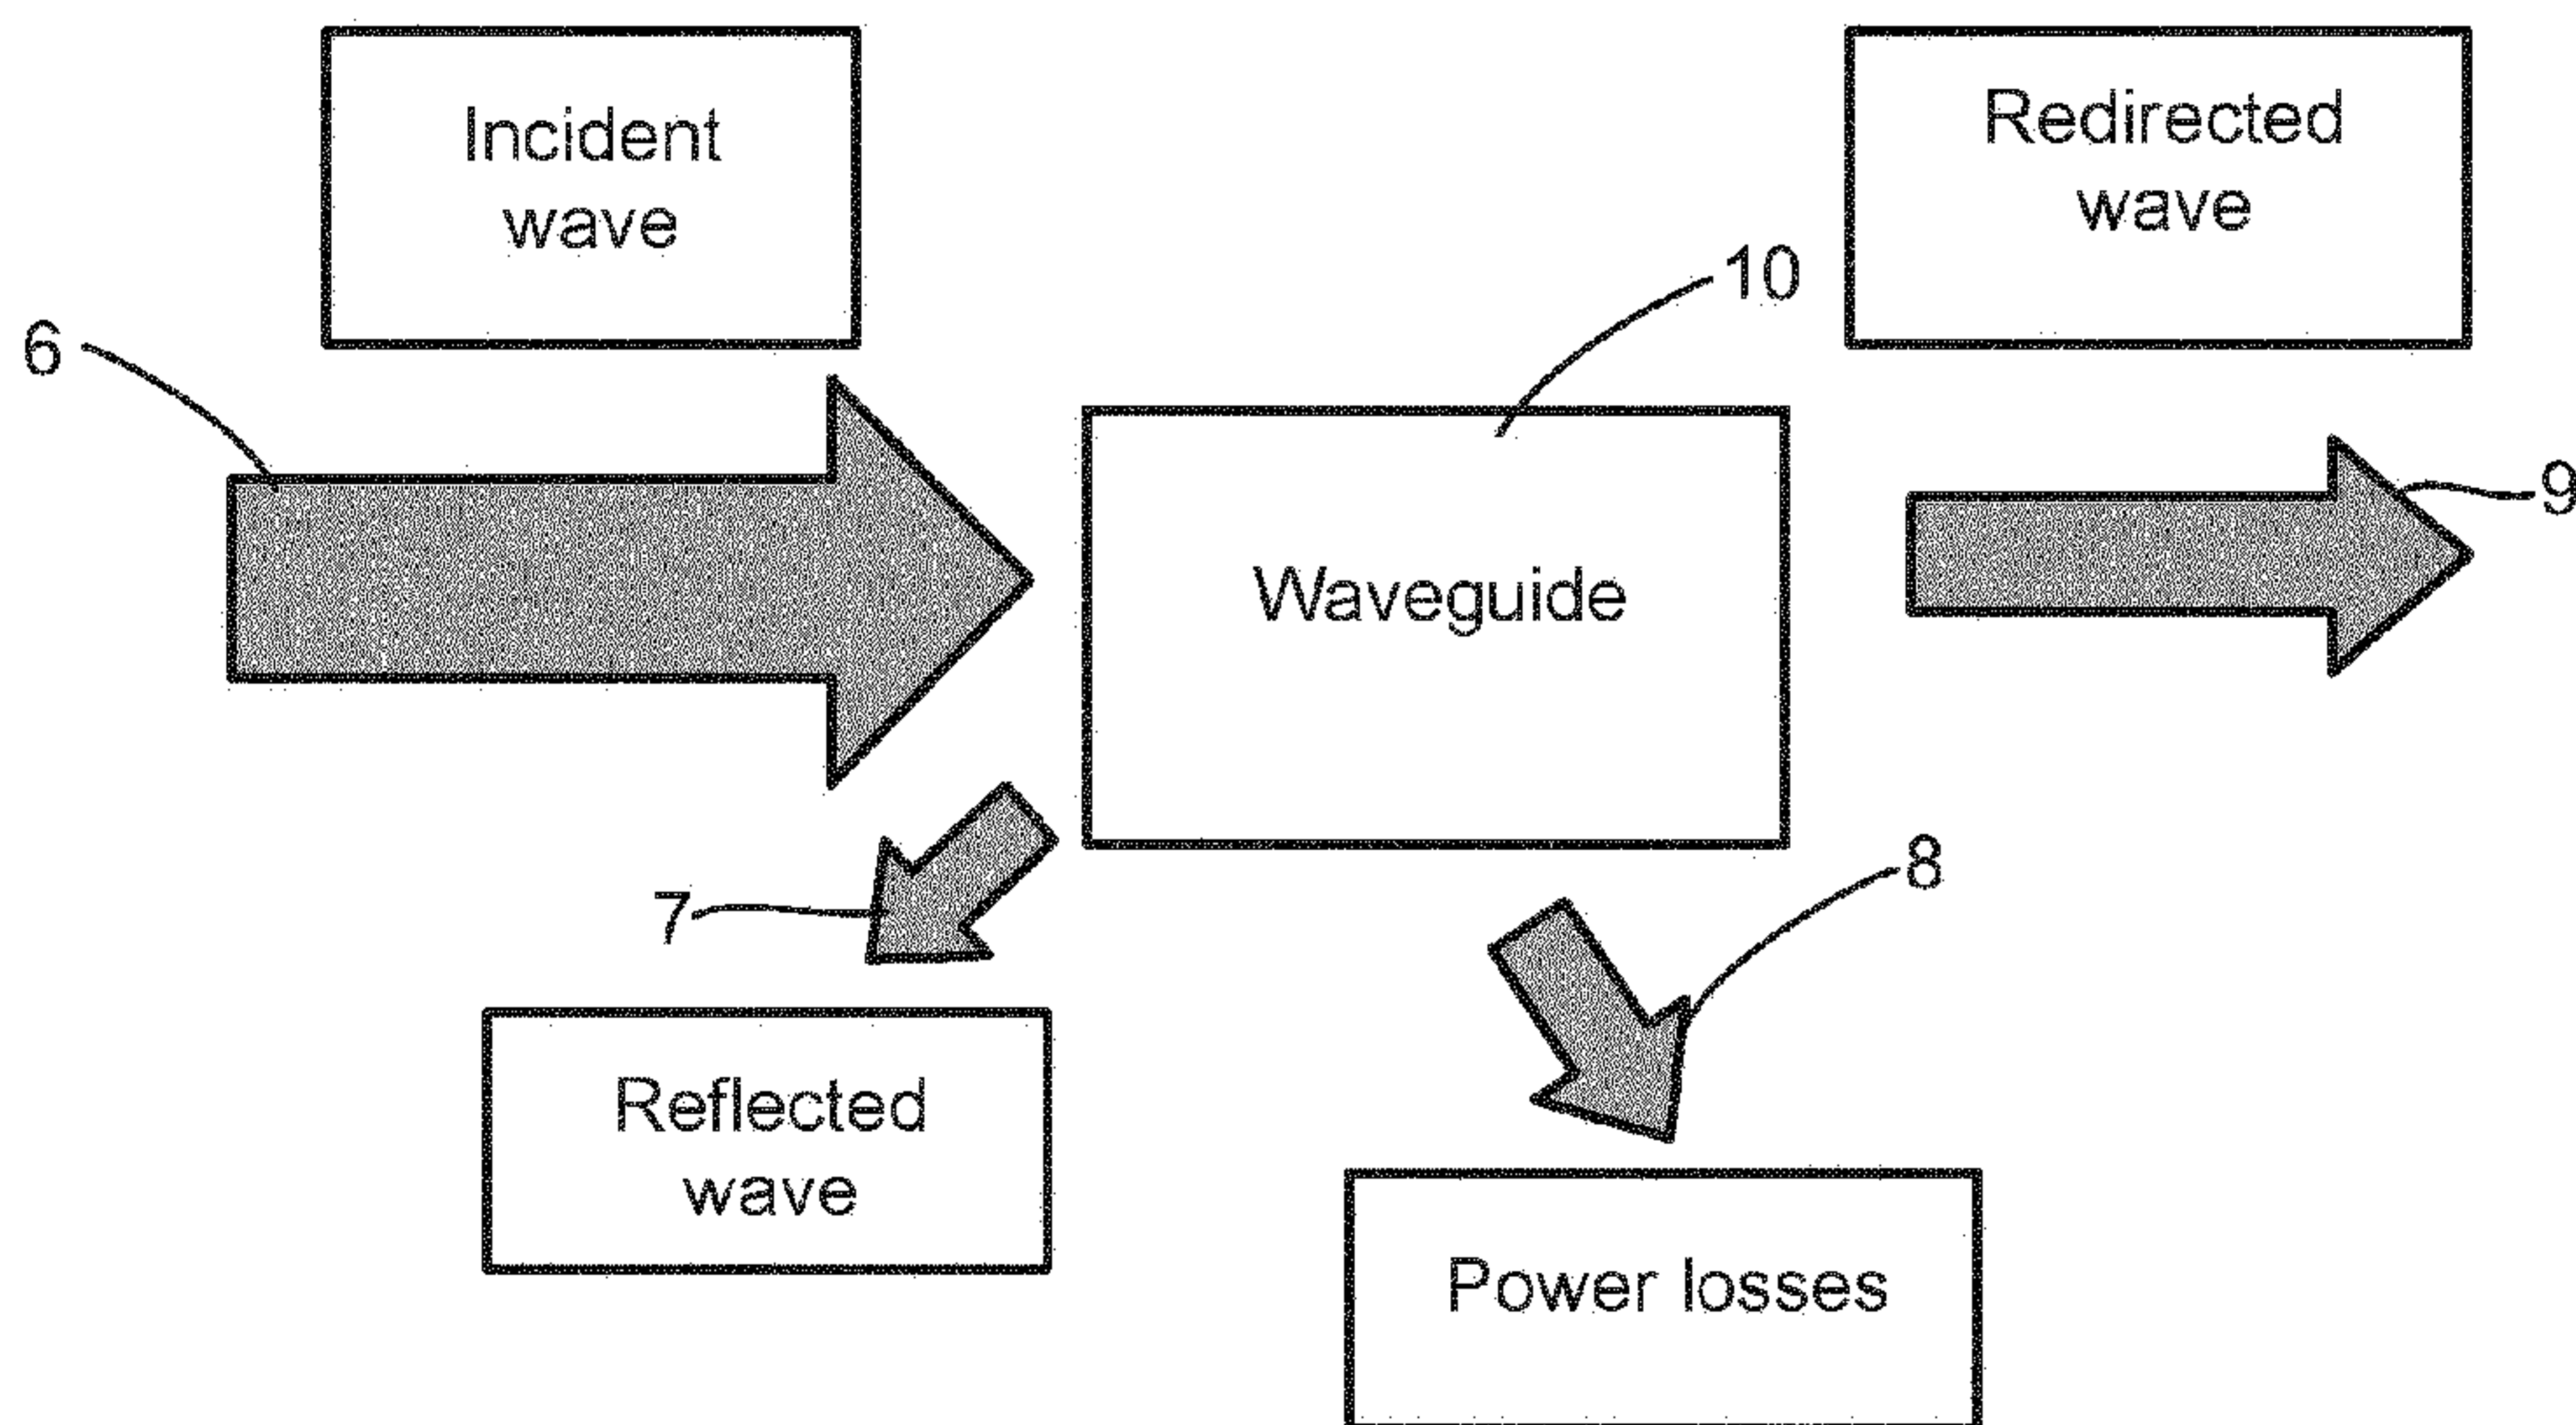 Incident
wave
Redirected
wave
10
6
9
Waveguide
7
8
Reflected
wave
Power losses